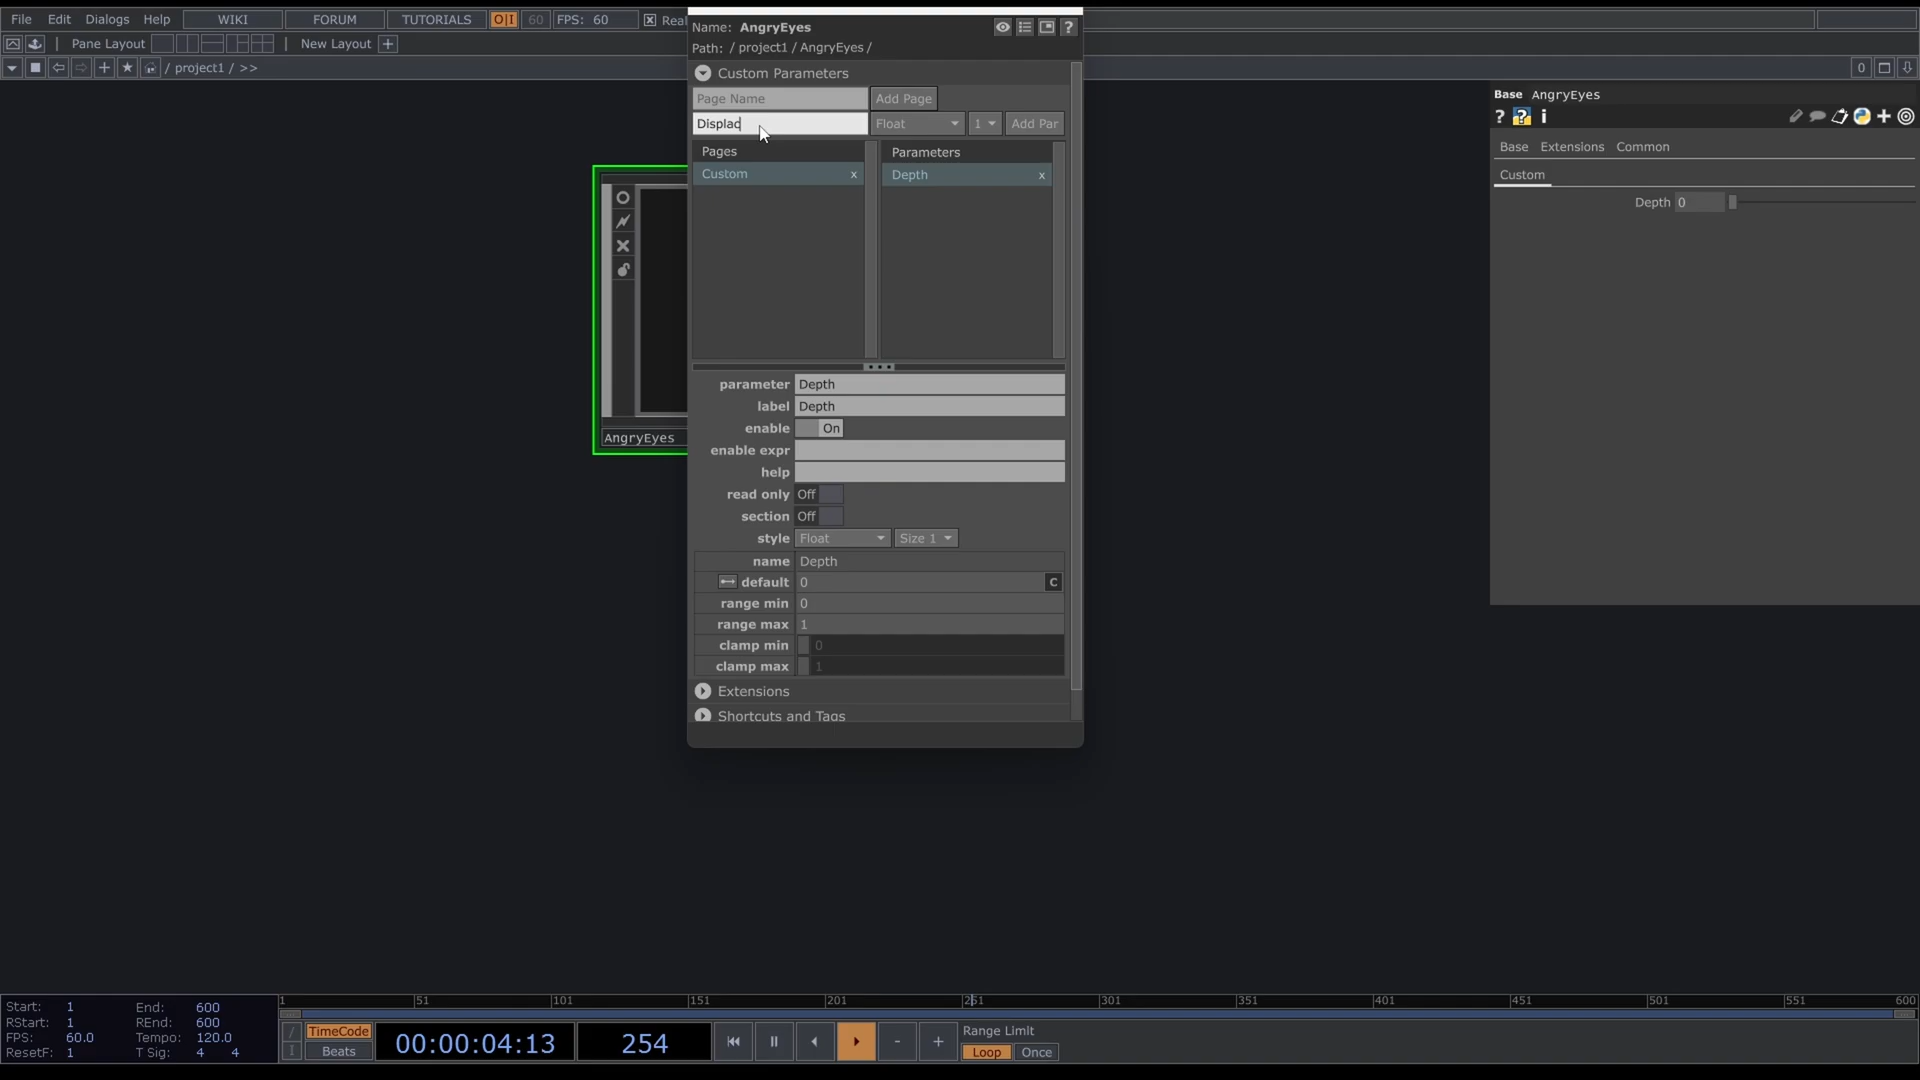 File Edit Dialogs Help WIKI FORUM TUTORIALS O|I 60 FPS: 60 Real
Pane Layout New Layout +
/ project1 / >> 0
Name: AngryEyes ?
Path: / project1 / AngryEyes /
Custom Parameters
Page Name Add Page
Displac Float 1 Add Par
Pages Parameters
Custom x Depth x
AngryEyes
parameter Depth
label Depth
enable On
enable expr
help
read only Off
section Off
style Float Size 1
name Depth
default 0 C
range min 0
range max 1
clamp min 0
clamp max 1
Extensions
Shortcuts and Tags
Base AngryEyes
? ? i
Base Extensions Common
Custom
Depth 0
1 51 101 151 201 251 301 351 401 451 501 551 600
Start: 1 End: 600
RStart: 1 REnd: 600
FPS: 60.0 Tempo: 120.0
ResetF: 1 T Sig: 4 4
TimeCode
Beats
00:00:04:13 254 - +
Range Limit
Loop Once